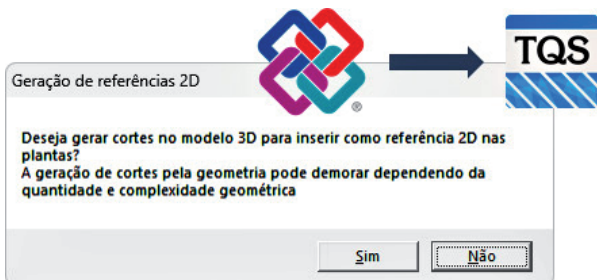 TQS
®
Geração de referências 2D
Deseja gerar cortes no modelo 3D para inserir como referência 2D nas
plantas?
A geração de cortes pela geometria pode demorar dependendo da
quantidade e complexidade geométrica
Sim
Não